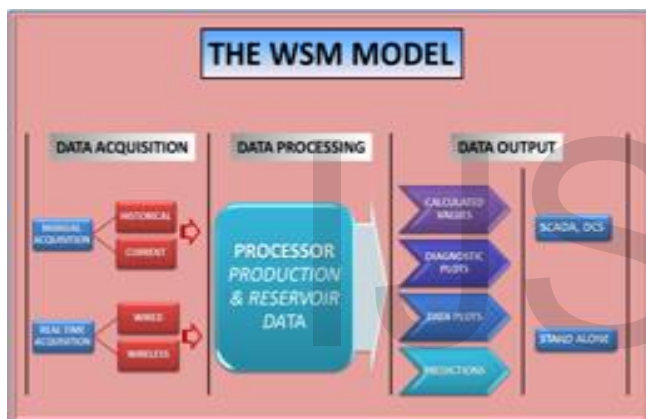 THE WSM MODEL
DATA ACQUISITION
DATA PROCESSING
DATA OUTPUT
MANUAL
ACQUISITION
HISTORICAL
CURRENT
REAL TIME
ACQUISITION
WIRED
WIRELESS
PROCESSOR
PRODUCTION
& RESERVOIR
DATA
CALCULATED
VALUES
DIAGNOSTIC
PLOTS
DATA PLOTS
PREDICTIONS
SCADA, DCS
STAND ALONE
IJS